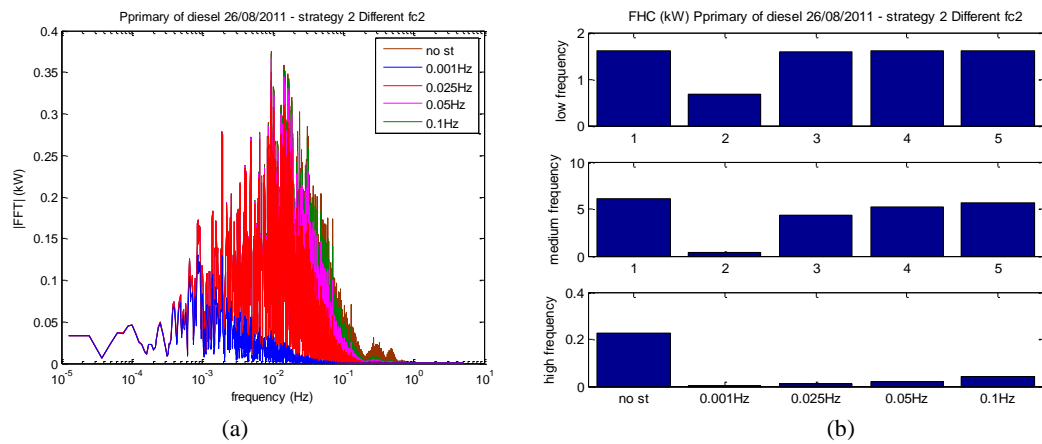 Pprimary of diesel 26/08/2011 - strategy 2 Different fc2
0.4
0.35
0.3
0.25
0.2
0.15
0.1
0.05
0
|FFT| (kW)
no st
0.001Hz
0.025Hz
0.05Hz
0.1Hz
10^-5
10^-4
10^-3
10^-2
10^-1
10^0
10^1
frequency (Hz)
(a)
FHC (kW) Pprimary of diesel 26/08/2011 - strategy 2 Different fc2
low frequency
2
1
0
1 2 3 4 5
medium frequency
10
5
0
1 2 3 4 5
high frequency
0.4
0.2
0
no st 0.001Hz 0.025Hz 0.05Hz 0.1Hz
(b)